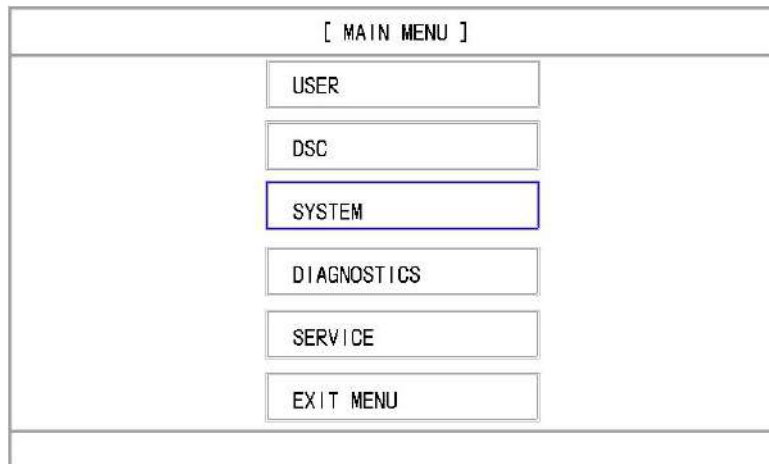 [ MAIN MENU ]
USER
DSC
SYSTEM
DIAGNOSTICS
SERVICE
EXIT MENU